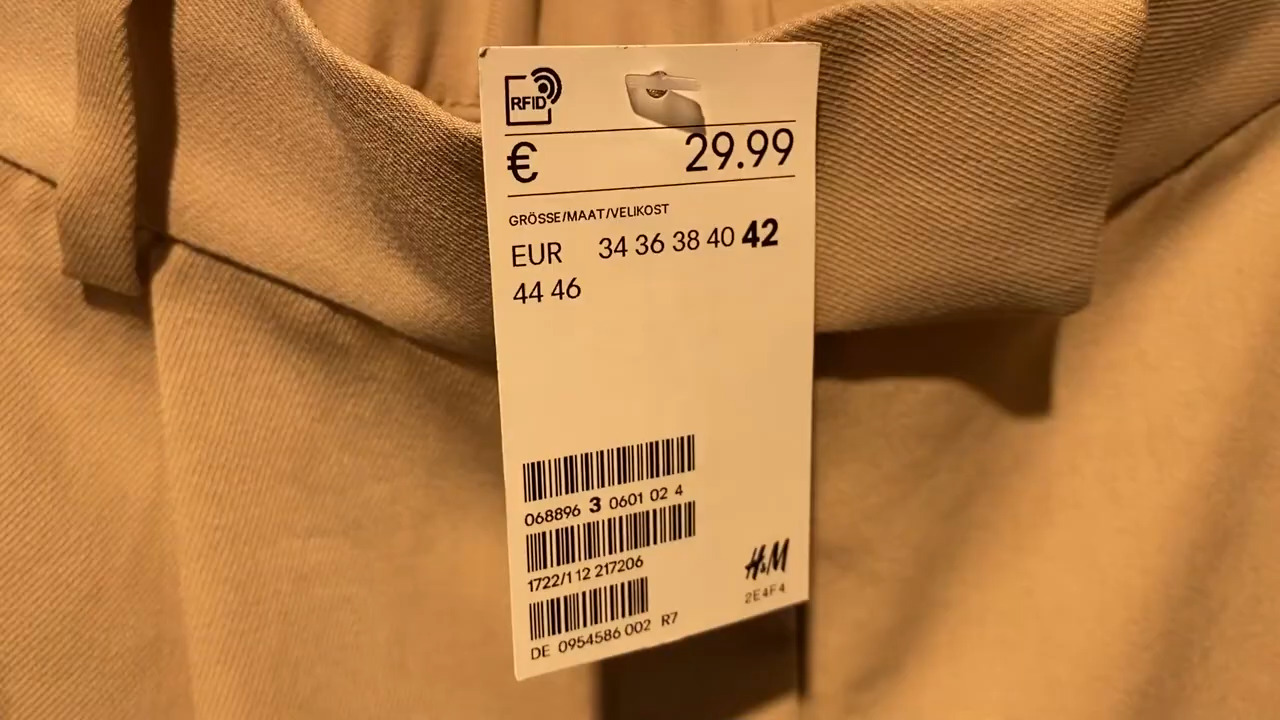 RFID
€ 29.99
GRÖSSE/MAAT/VELIKOST
EUR 34 36 38 40 42
44 46
068896 3 0601 02 4
1722/1 12 217206
H&M
2E4F4
DE 0954586 002 R7